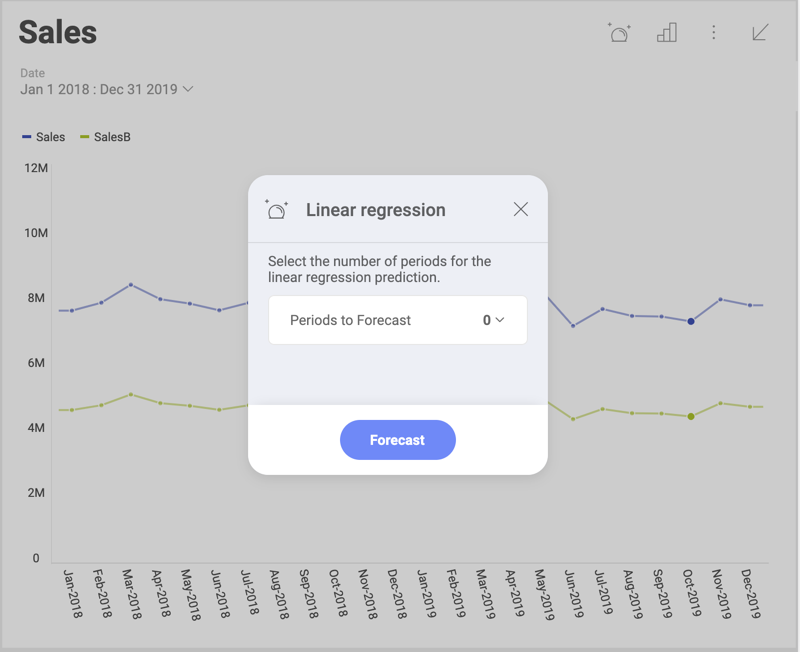 Sales
Date
Jan 1 2018 : Dec 31 2019
Sales
SalesB
12M
10M
8M
6M
4M
2M
0
Linear regression
Select the number of periods for the
linear regression prediction.
Periods to Forecast 0
Forecast
Jan-2018
Feb-2018
Mar-2018
Apr-2018
May-2018
Jun-2018
Jul-2018
Aug-2018
Sep-2018
Oct-2018
Nov-2018
Dec-2018
Jan-2019
Feb-2019
Mar-2019
Apr-2019
May-2019
Jun-2019
Jul-2019
Aug-2019
Sep-2019
Oct-2019
Nov-2019
Dec-2019